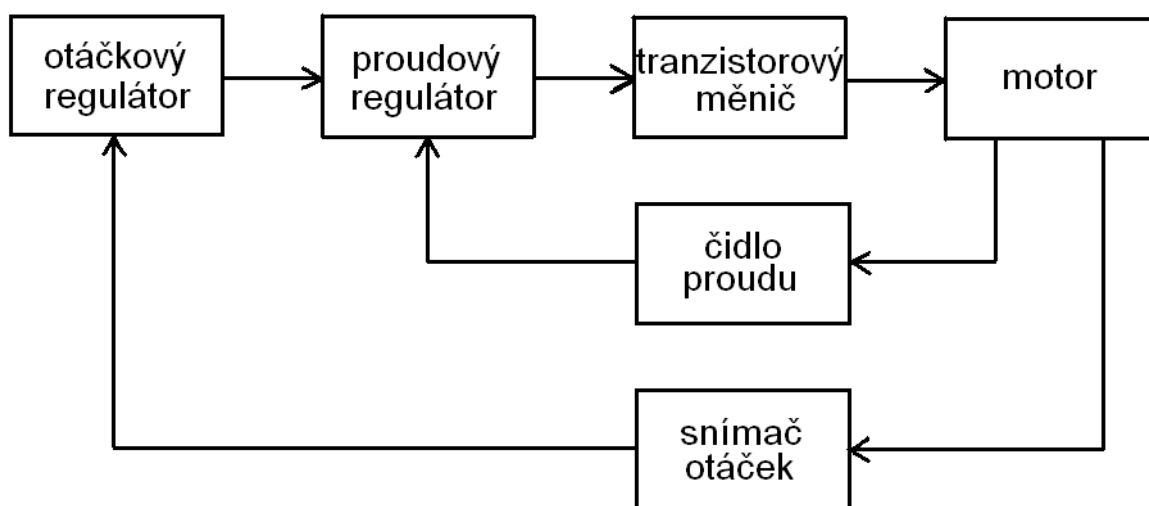 otáčkový
regulátor
proudový
regulátor
tranzistorový
měnič
motor
čidlo
proudu
snímač
otáček